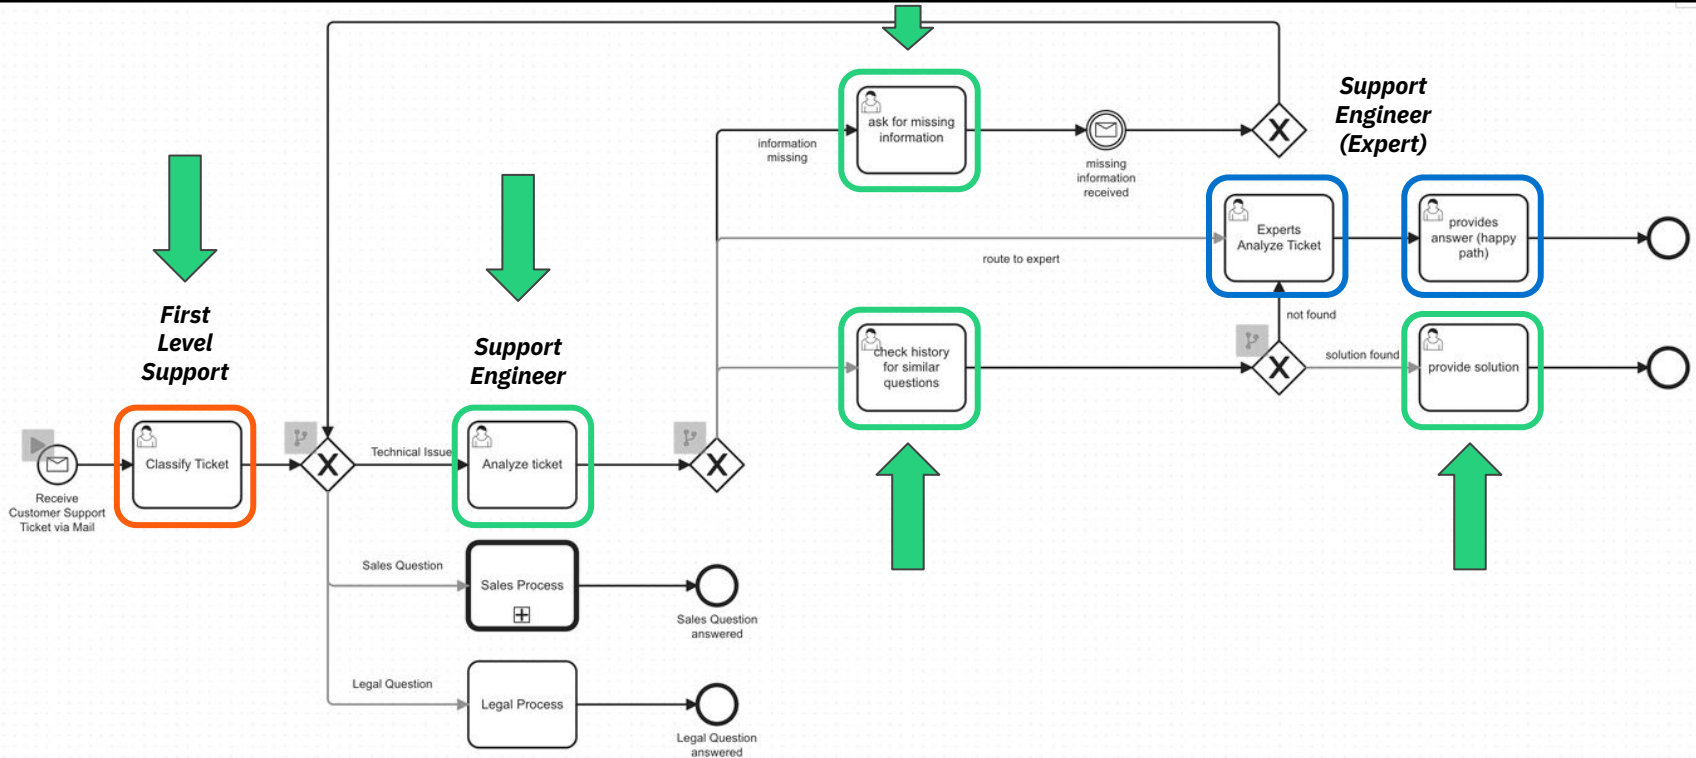 ask for missing
information
information
missing
missing
information
received
Support
Engineer
(Expert)
Experts
Analyze Ticket
provides
answer (happy
path)
route to expert
First
Level
Support
Support
Engineer
check history
for similar
questions
not found
solution found
provide solution
Receive
Customer Support
Ticket via Mail
Classify Ticket
Technical Issue
Analyze ticket
Sales Question
Sales Process
Sales Question
answered
Legal Question
Legal Process
Legal Question
answered